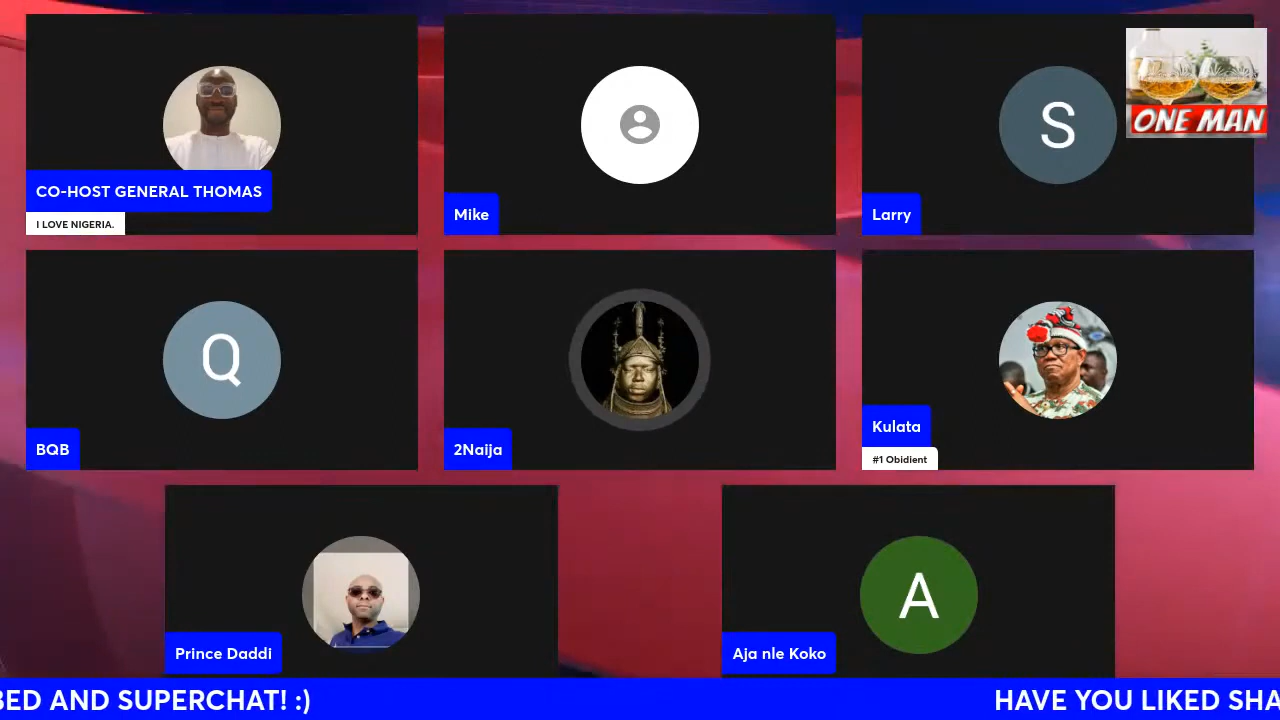 CO-HOST GENERAL THOMAS
I LOVE NIGERIA.
Mike
S
Larry
ONE MAN
Q
BQB
2Naija
Kulata
#1 Obidient
Prince Daddi
A
Aja nle Koko
BED AND SUPERCHAT! :)
HAVE YOU LIKED SHA